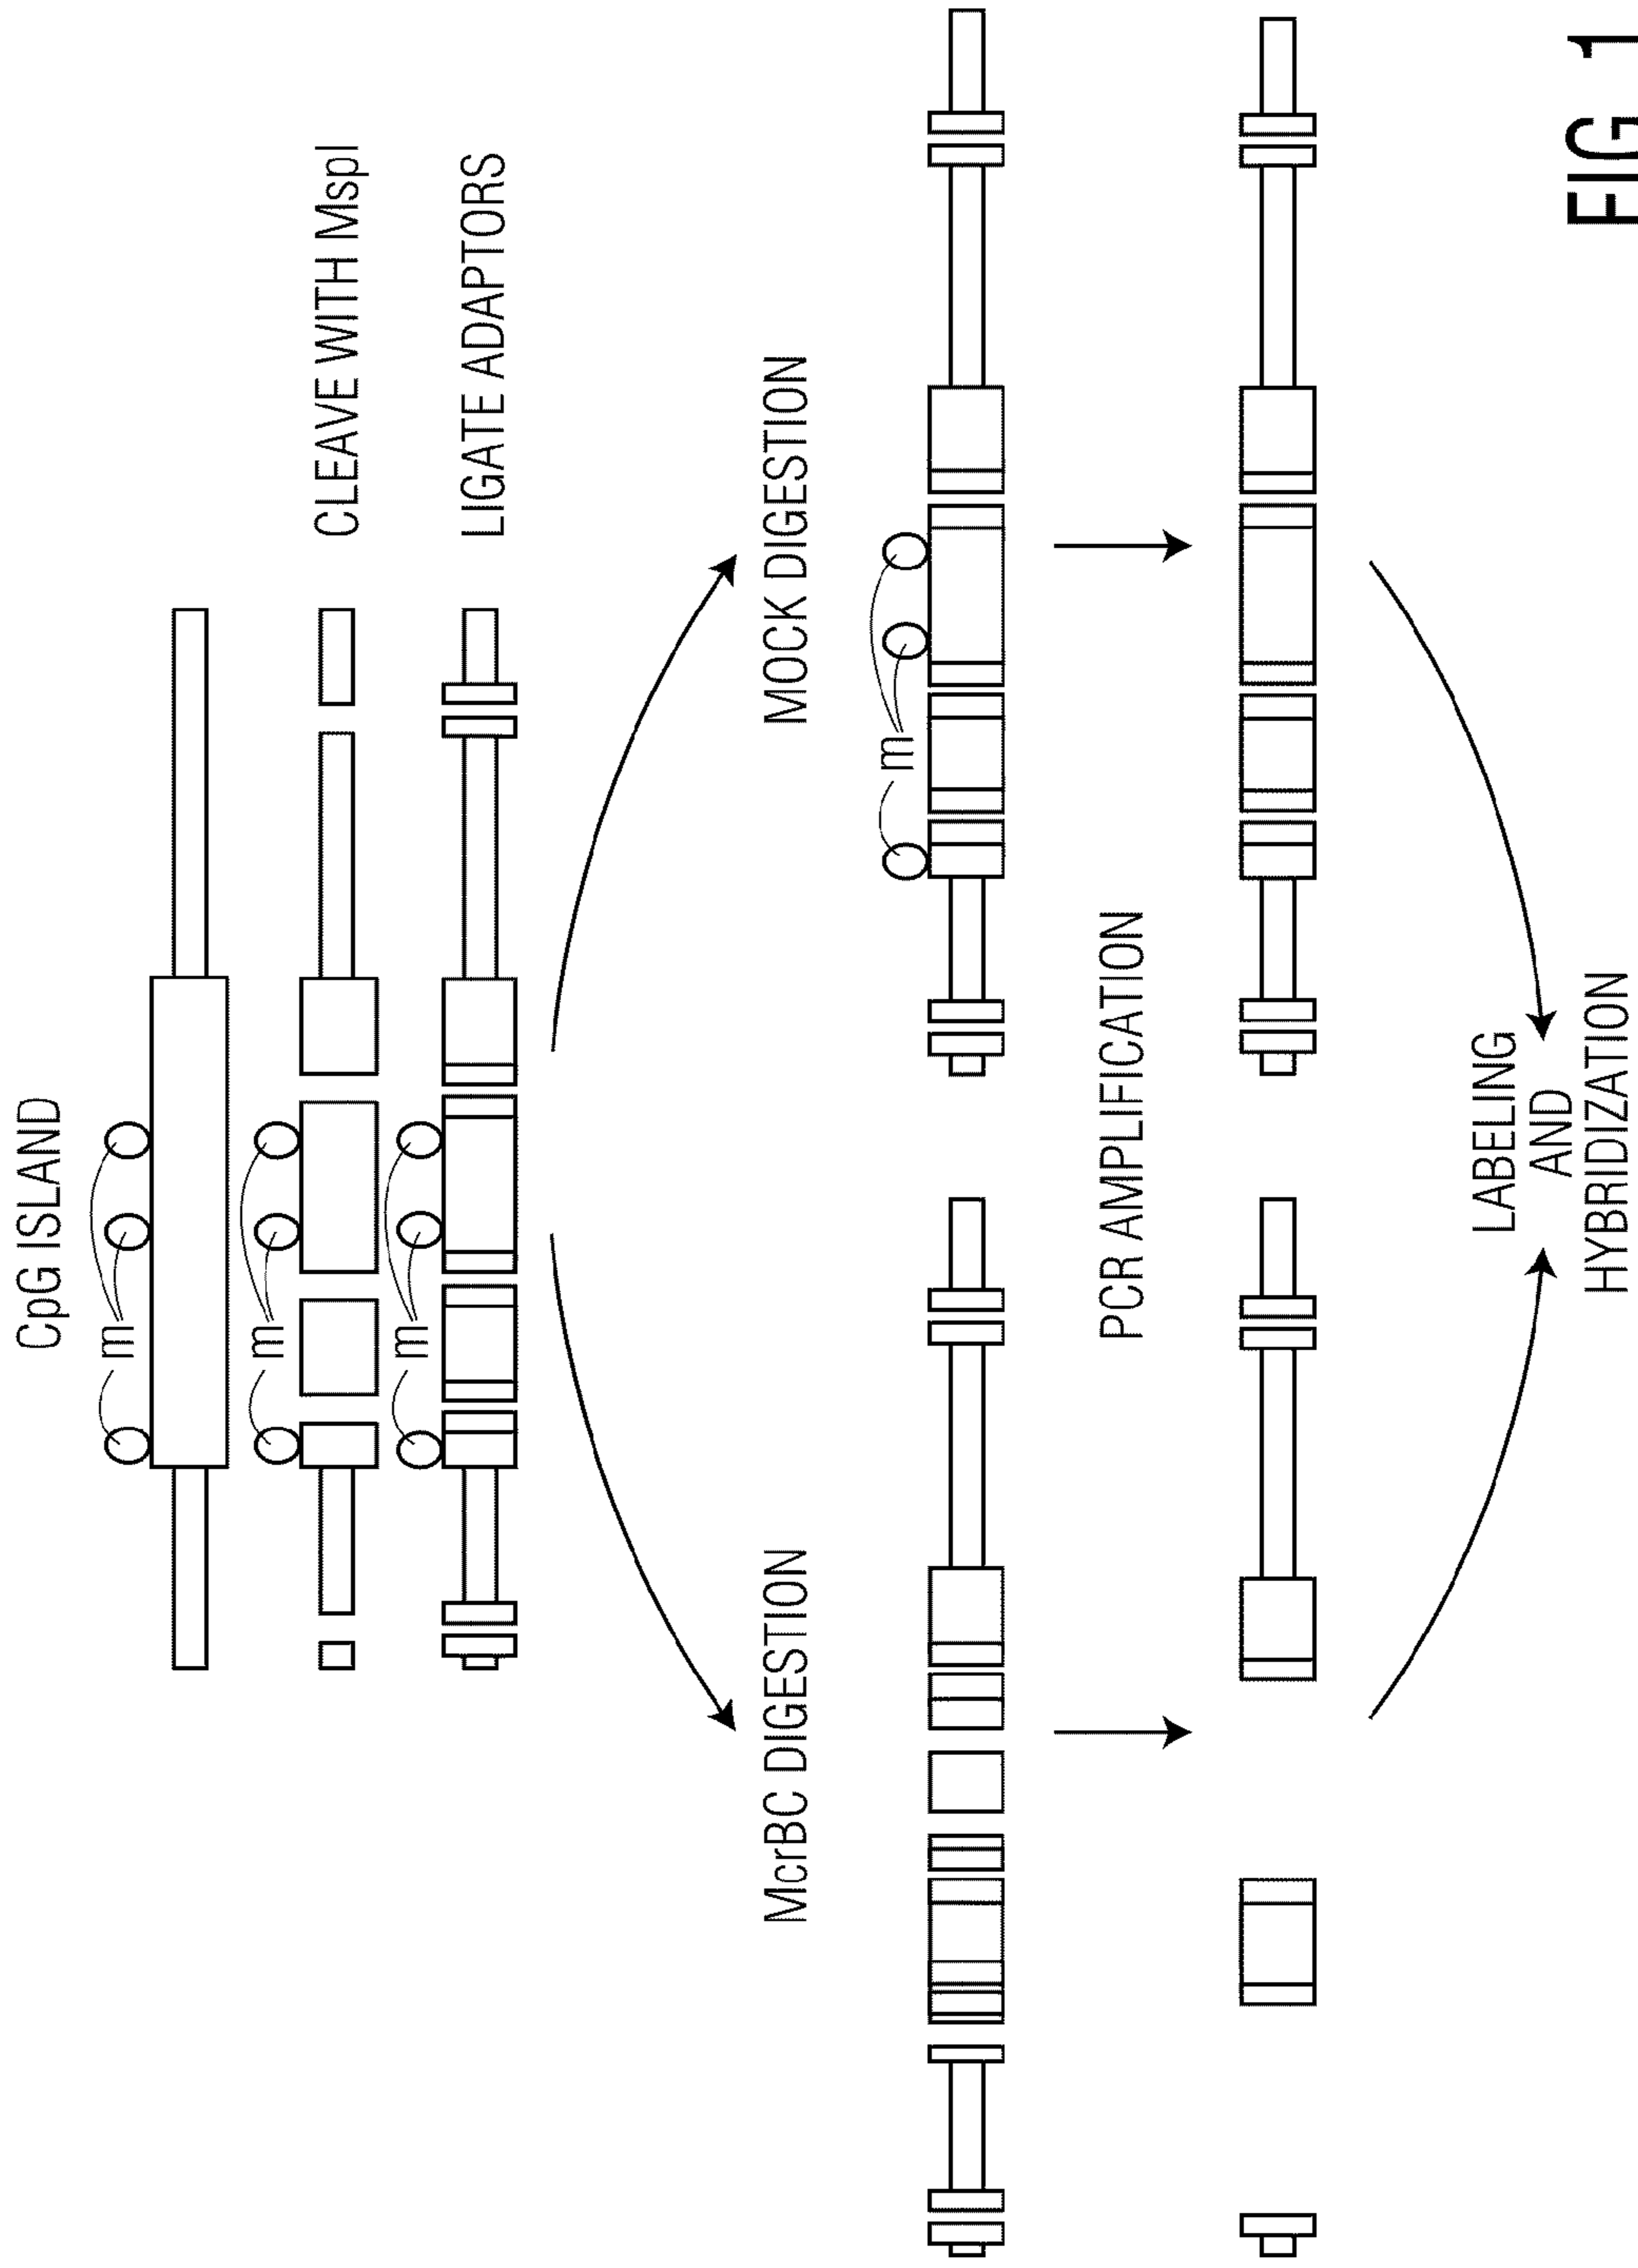 CpG ISLAND
m
m
CLEAVE WITH MspI
m
LIGATE ADAPTORS
McrBC DIGESTION
MOCK DIGESTION
m
PCR AMPLIFICATION
LABELING
AND
HYBRIDIZATION
FIG 1